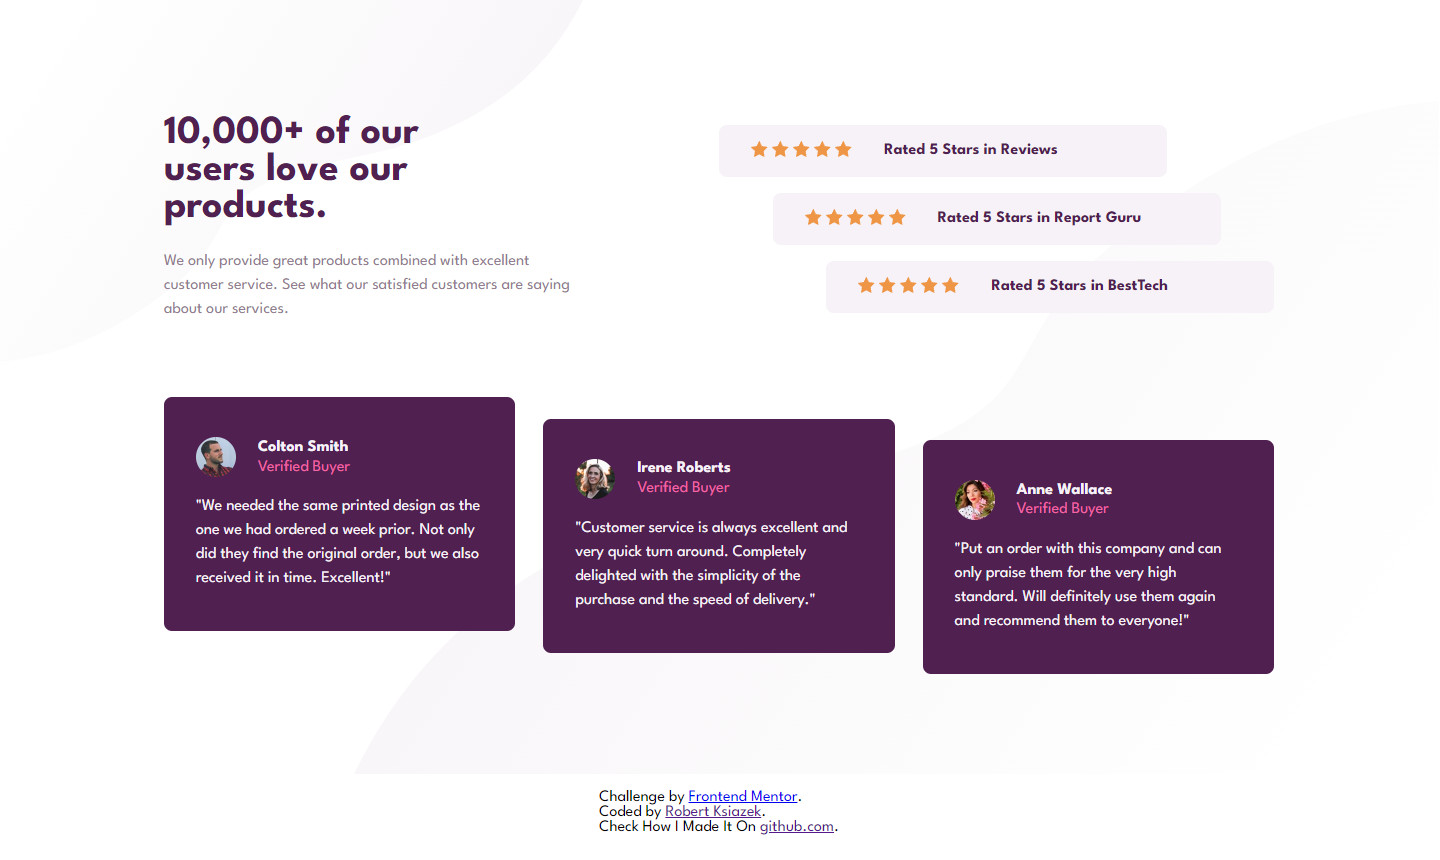 10,000+ of our
users love our
products.
We only provide great products combined with excellent
customer service. See what our satisfied customers are saying
about our services.
Rated 5 Stars in Reviews
Rated 5 Stars in Report Guru
Rated 5 Stars in BestTech
Colton Smith
Verified Buyer
"We needed the same printed design as the
one we had ordered a week prior. Not only
did they find the original order, but we also
received it in time. Excellent!"
Irene Roberts
Verified Buyer
"Customer service is always excellent and
very quick turn around. Completely
delighted with the simplicity of the
purchase and the speed of delivery."
Anne Wallace
Verified Buyer
"Put an order with this company and can
only praise them for the very high
standard. Will definitely use them again
and recommend them to everyone!"
Challenge by Frontend Mentor.
Coded by Robert Ksiazek.
Check How I Made It On github.com.